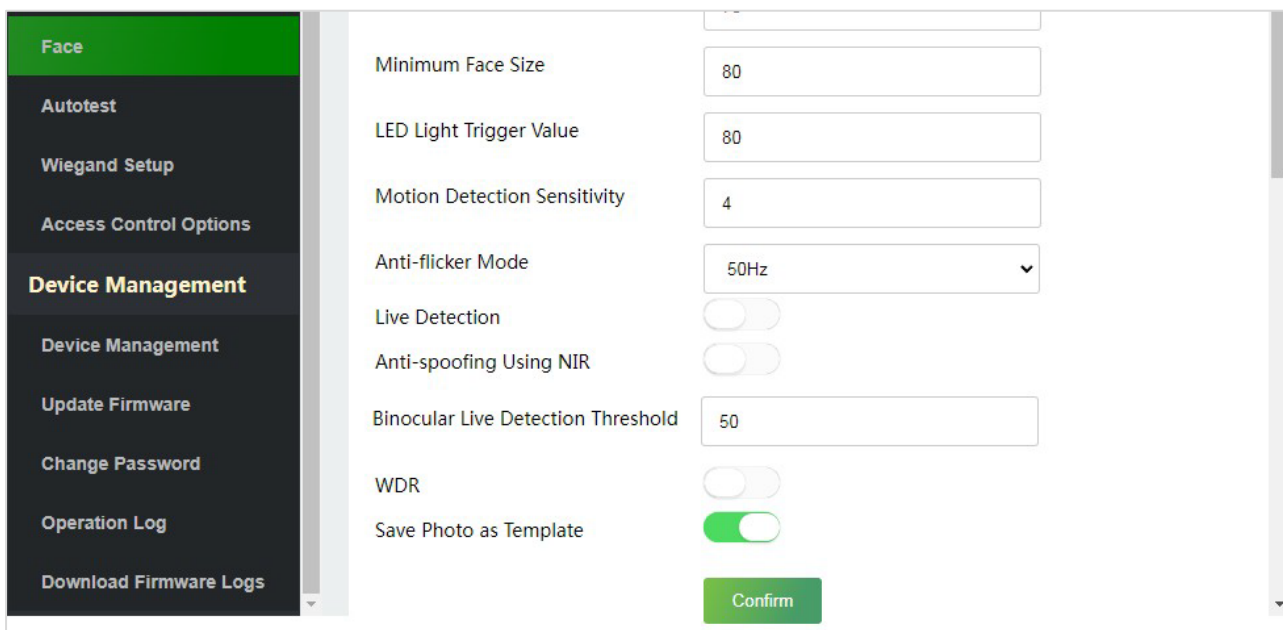 Face
Autotest
Wiegand Setup
Access Control Options
Device Management
Device Management
Update Firmware
Change Password
Operation Log
Download Firmware Logs
Minimum Face Size 80
LED Light Trigger Value 80
Motion Detection Sensitivity 4
Anti-flicker Mode 50Hz
Live Detection
Anti-spoofing Using NIR
Binocular Live Detection Threshold 50
WDR
Save Photo as Template
Confirm